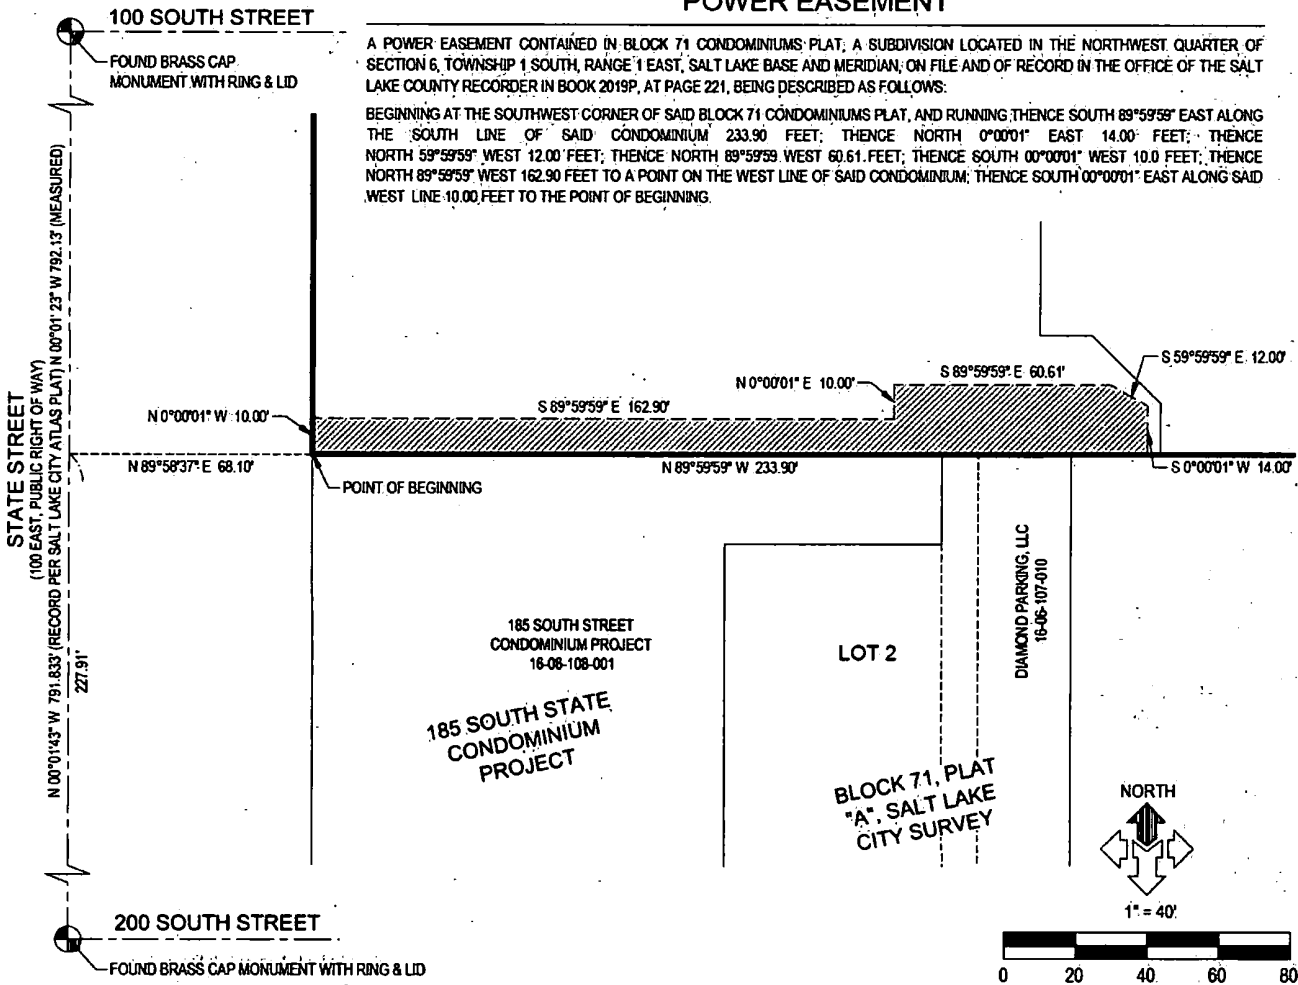 POWER EASEMENT
A POWER EASEMENT CONTAINED IN BLOCK 71 CONDOMINIUMS PLAT, A SUBDIVISION LOCATED IN THE NORTHWEST QUARTER OF
SECTION 6, TOWNSHIP 1 SOUTH, RANGE 1 EAST, SALT LAKE BASE AND MERIDIAN, ON FILE AND OF RECORD IN THE OFFICE OF THE SALT
LAKE COUNTY RECORDER IN BOOK 2019P, AT PAGE 221, BEING DESCRIBED AS FOLLOWS:
BEGINNING AT THE SOUTHWEST CORNER OF SAID BLOCK 71 CONDOMINIUMS PLAT, AND RUNNING THENCE SOUTH 89°59'59" EAST ALONG
THE SOUTH LINE OF SAID CONDOMINIUM 233.90 FEET; THENCE NORTH 0°00'01" EAST 14.00 FEET; THENCE
NORTH 59°59'59" WEST 12.00 FEET; THENCE NORTH 89°59'59 WEST 60.61 FEET; THENCE SOUTH 00°00'01" WEST 10.0 FEET; THENCE
NORTH 89°59'59" WEST 162.90 FEET TO A POINT ON THE WEST LINE OF SAID CONDOMINIUM; THENCE SOUTH 00°00'01" EAST ALONG SAID
WEST LINE 10.00 FEET TO THE POINT OF BEGINNING.
100 SOUTH STREET
FOUND BRASS CAP
MONUMENT WITH RING & LID
STATE STREET
(100 EAST, PUBLIC RIGHT OF WAY)
N 00°01'43" W 791.833' (RECORD PER SALT LAKE CITY ATLAS PLAT) N 00°01'23" W 792.13' (MEASURED)
227.91'
N 0°00'01" W 10.00'
S 89°59'59" E 162.90'
N 0°00'01" E 10.00'
S 89°59'59" E 60.61'
S 59°59'59" E 12.00'
N 89°58'37" E 68.10'
N 89°59'59" W 233.90'
S 0°00'01" W 14.00'
POINT OF BEGINNING
185 SOUTH STREET
CONDOMINIUM PROJECT
16-06-108-001
LOT 2
DIAMOND PARKING, LLC
16-06-107-010
185 SOUTH STATE
CONDOMINIUM
PROJECT
BLOCK 71, PLAT
"A", SALT LAKE
CITY SURVEY
NORTH
1" = 40'
0 20 40 60 80
200 SOUTH STREET
FOUND BRASS CAP MONUMENT WITH RING & LID